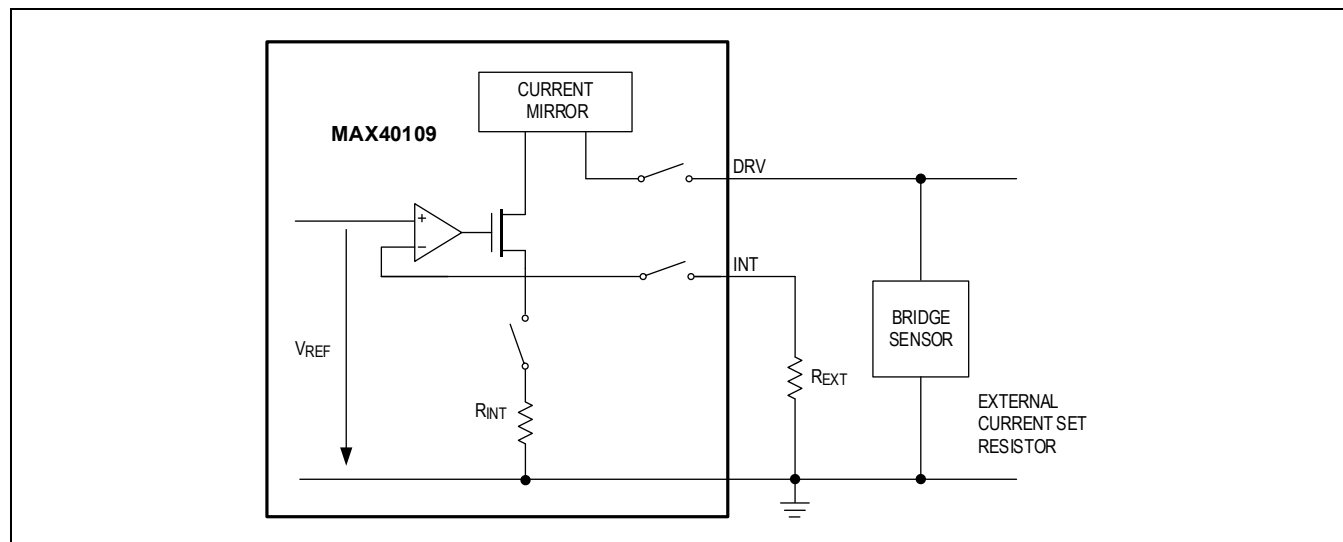 CURRENT
MIRROR
MAX40109
DRV
+
−
INT
VREF
BRIDGE
SENSOR
REXT
RINT
EXTERNAL
CURRENT SET
RESISTOR